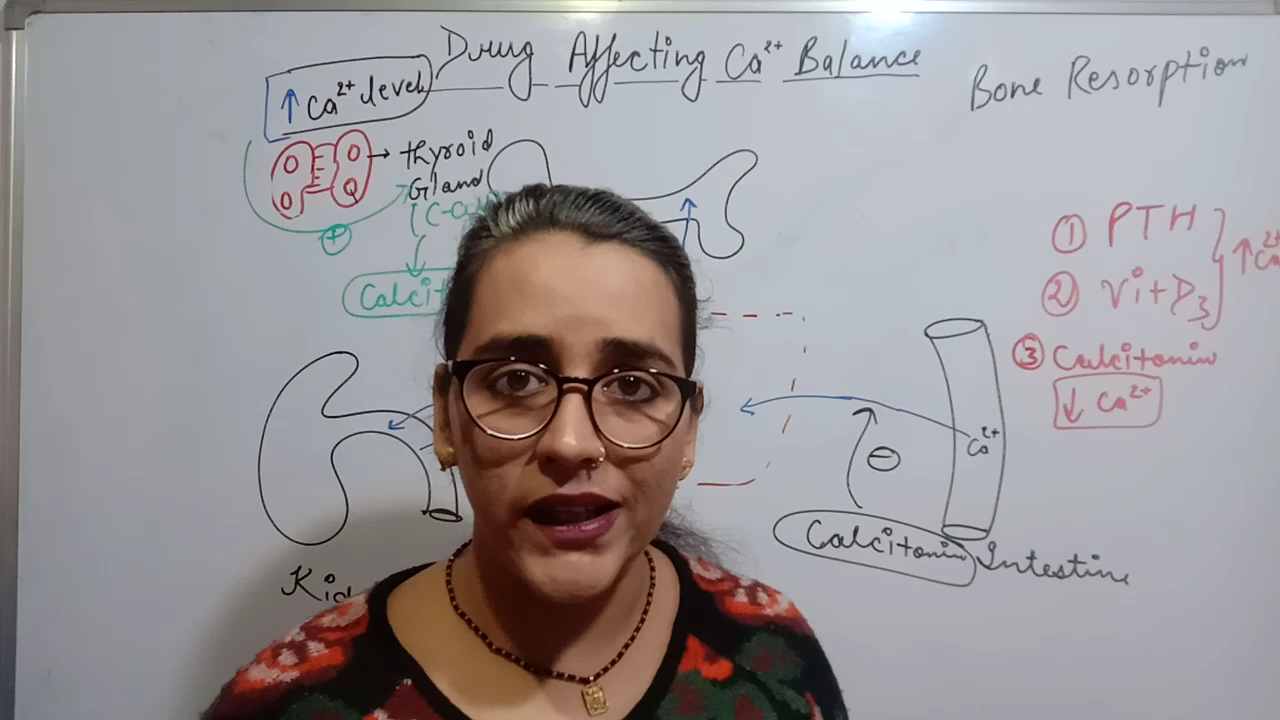 Drug Affecting Ca²⁺ Balance
Bone Resorption
↑ Ca²⁺ level
→ thyroid
Gland
+
① PTH
② Vit D₃
↑ Ca²⁺
③ Calcitonin
↓ Ca²⁺
Ca²⁺
−
Calcitonin
Intestine